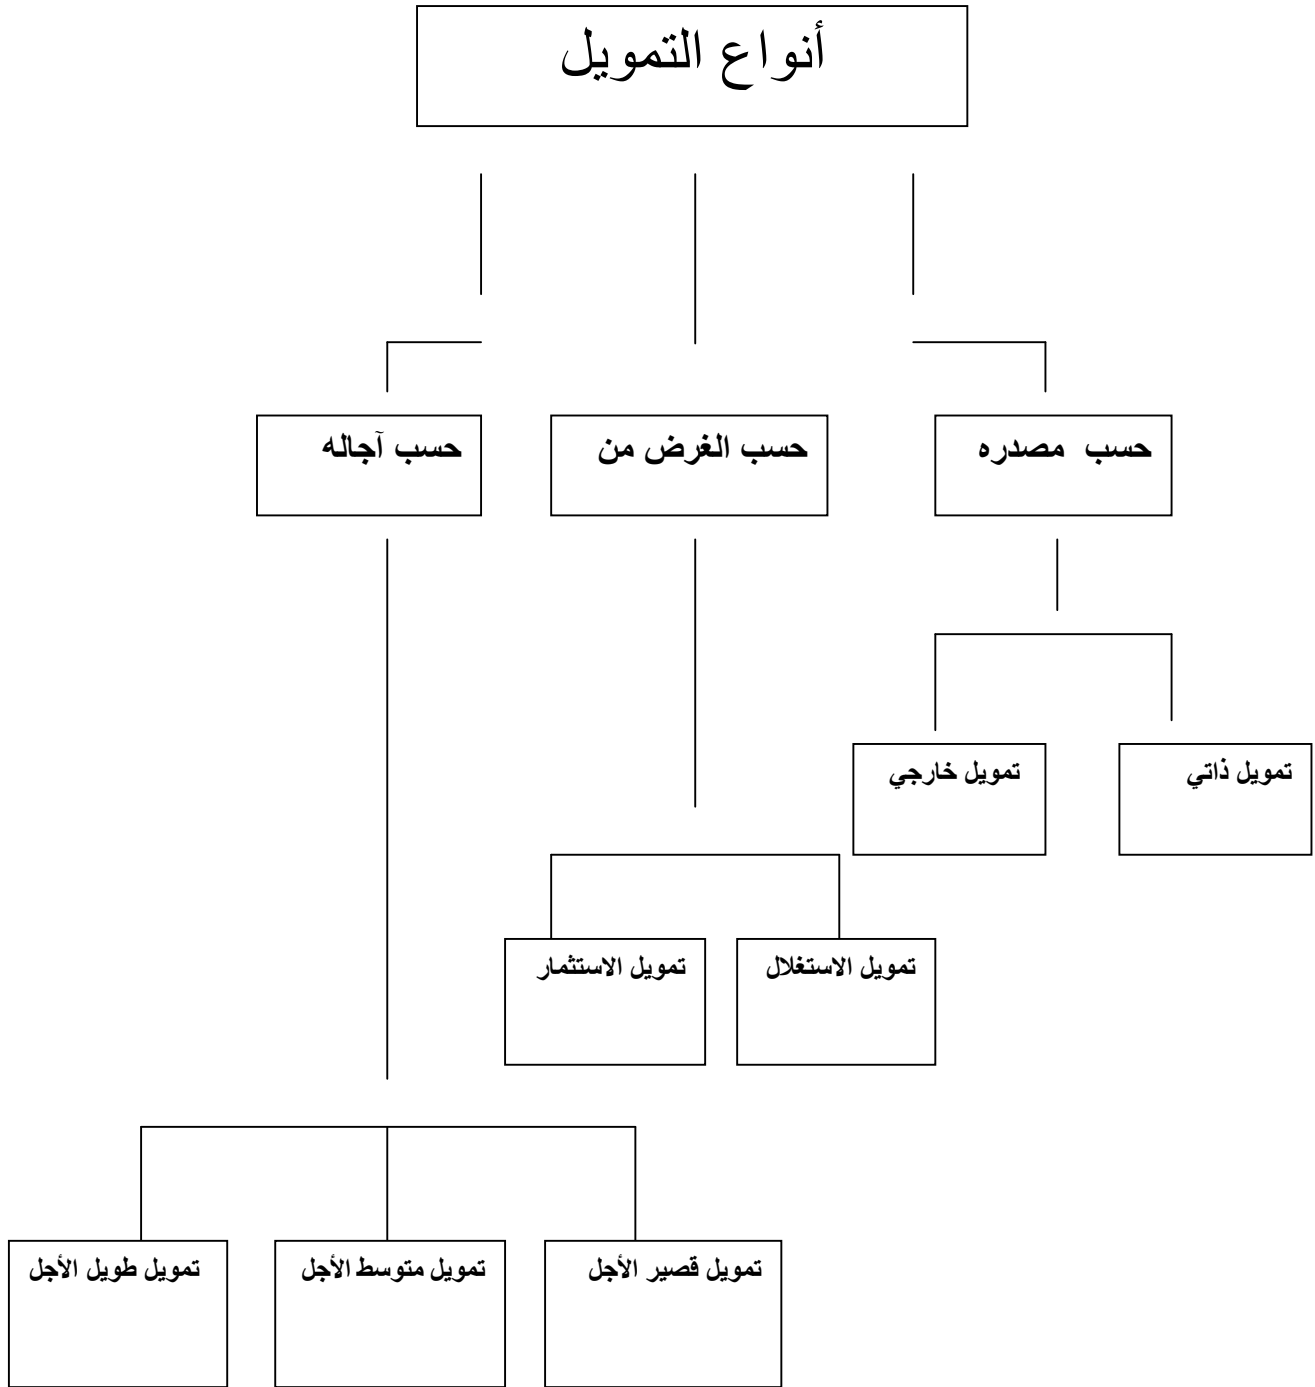 أنواع التمويل
حسب مصدره
حسب الغرض من
حسب آجاله
تمويل ذاتي
تمويل خارجي
تمويل الاستغلال
تمويل الاستثمار
تمويل قصير الأجل
تمويل متوسط الأجل
تمويل طويل الأجل